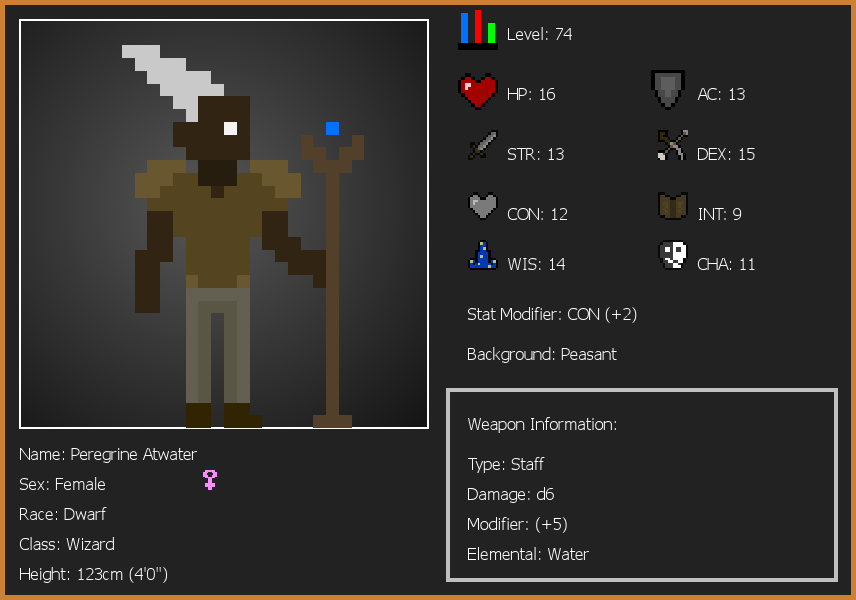 Level: 74
HP: 16
AC: 13
STR: 13
DEX: 15
CON: 12
INT: 9
WIS: 14
CHA: 11
Stat Modifier: CON (+2)
Background: Peasant
Weapon Information:
Type: Staff
Damage: d6
Modifier: (+5)
Elemental: Water
Name: Peregrine Atwater
Sex: Female
Race: Dwarf
Class: Wizard
Height: 123cm (4'0")